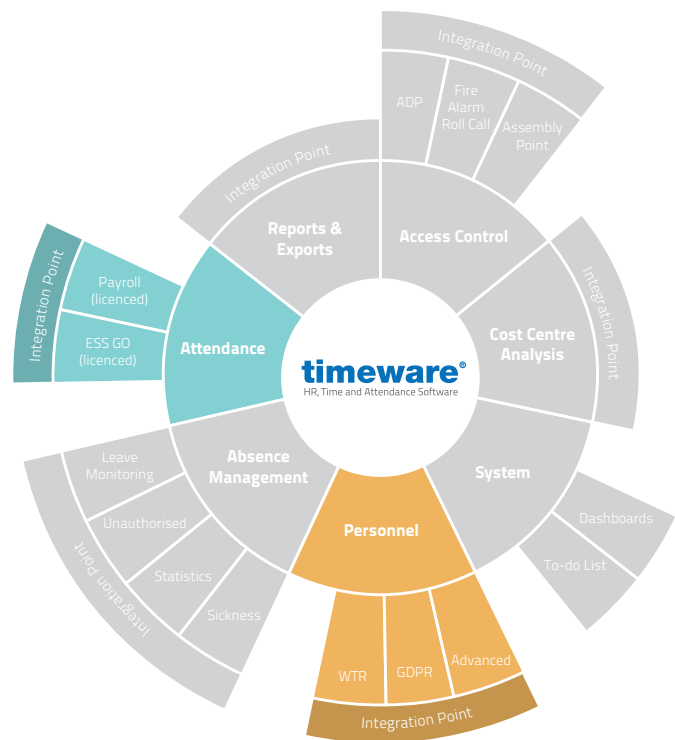 Integration Point
ADP
Fire
Alarm
Roll Call
Assembly
Point
Integration Point
Reports &
Exports
Access Control
Integration Point
Cost Centre
Analysis
Integration Point
Payroll
(licenced)
ESS GO
(licenced)
Attendance
timeware®
HR, Time and Attendance Software
Absence
Management
Leave
Monitoring
Unauthorised
Statistics
Sickness
Integration Point
System
Dashboards
To-do List
Personnel
WTR
GDPR
Advanced
Integration Point